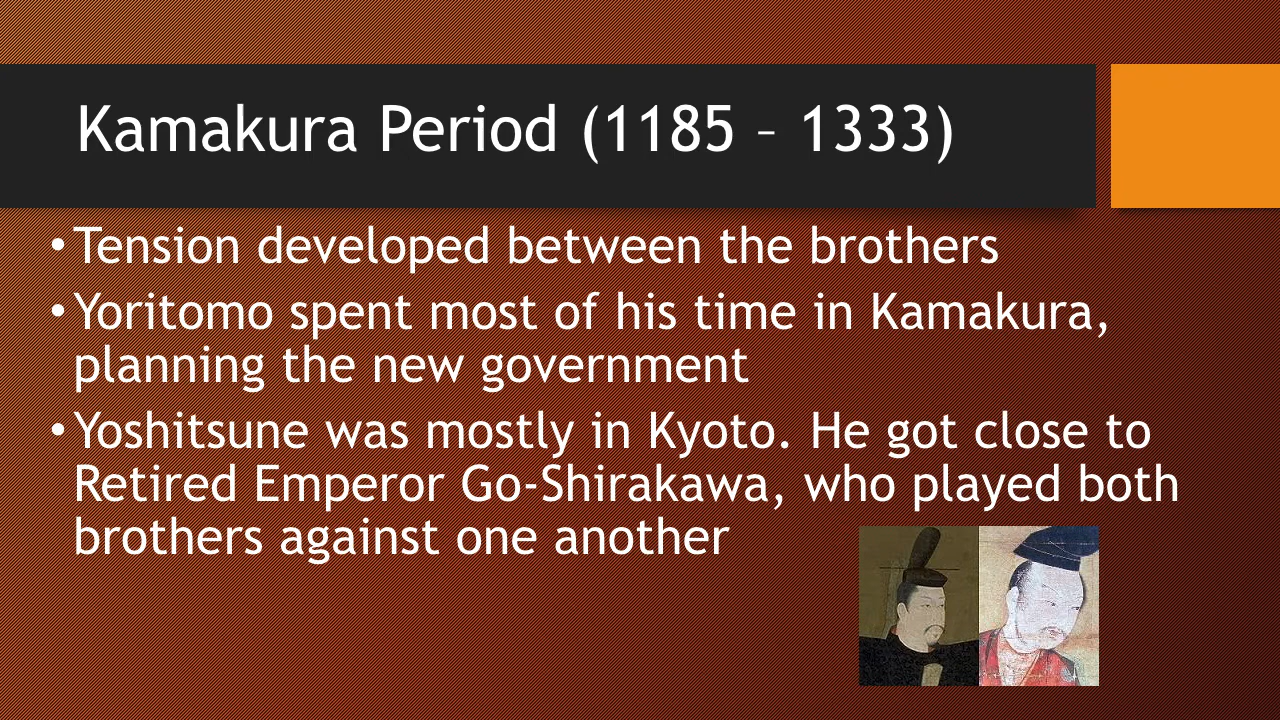 Kamakura Period (1185 – 1333)
•Tension developed between the brothers
•Yoritomo spent most of his time in Kamakura,
planning the new government
•Yoshitsune was mostly in Kyoto. He got close to
Retired Emperor Go-Shirakawa, who played both
brothers against one another